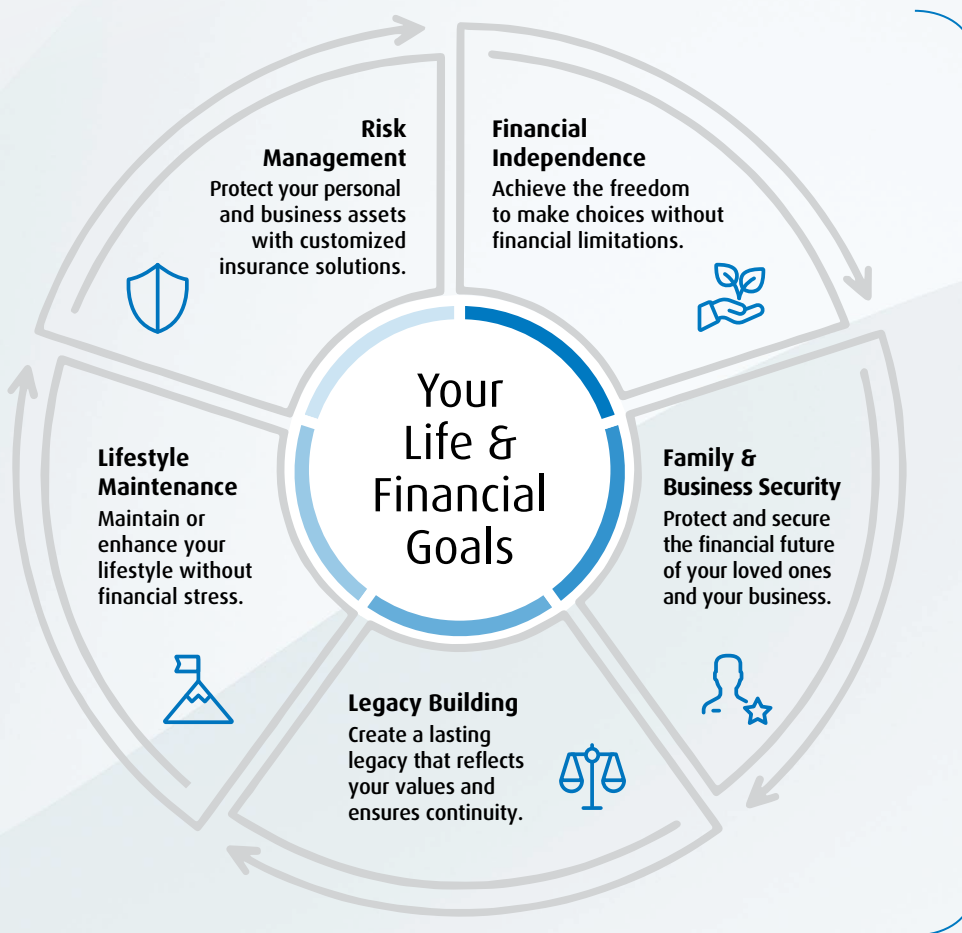 Risk
Management
Protect your personal
and business assets
with customized
insurance solutions.
Financial
Independence
Achieve the freedom
to make choices without
financial limitations.
Your
Life &
Financial
Goals
Lifestyle
Maintenance
Maintain or
enhance your
lifestyle without
financial stress.
Family &
Business Security
Protect and secure
the financial future
of your loved ones
and your business.
Legacy Building
Create a lasting
legacy that reflects
your values and
ensures continuity.